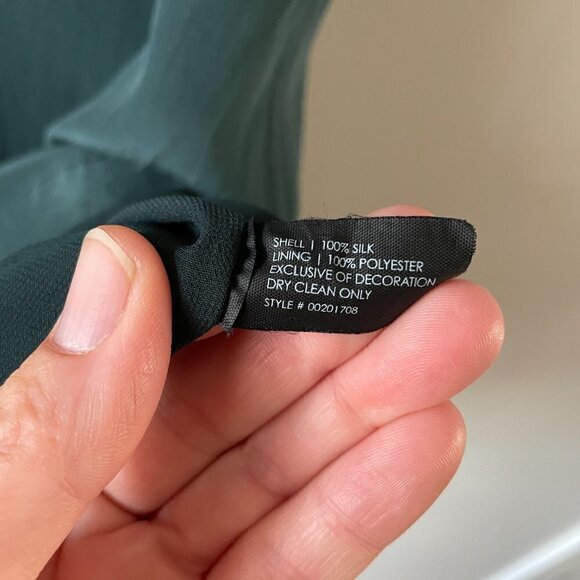 SHELL | 100% SILK
LINING | 100% POLYESTER
EXCLUSIVE OF DECORATION
DRY CLEAN ONLY
STYLE # 00201708